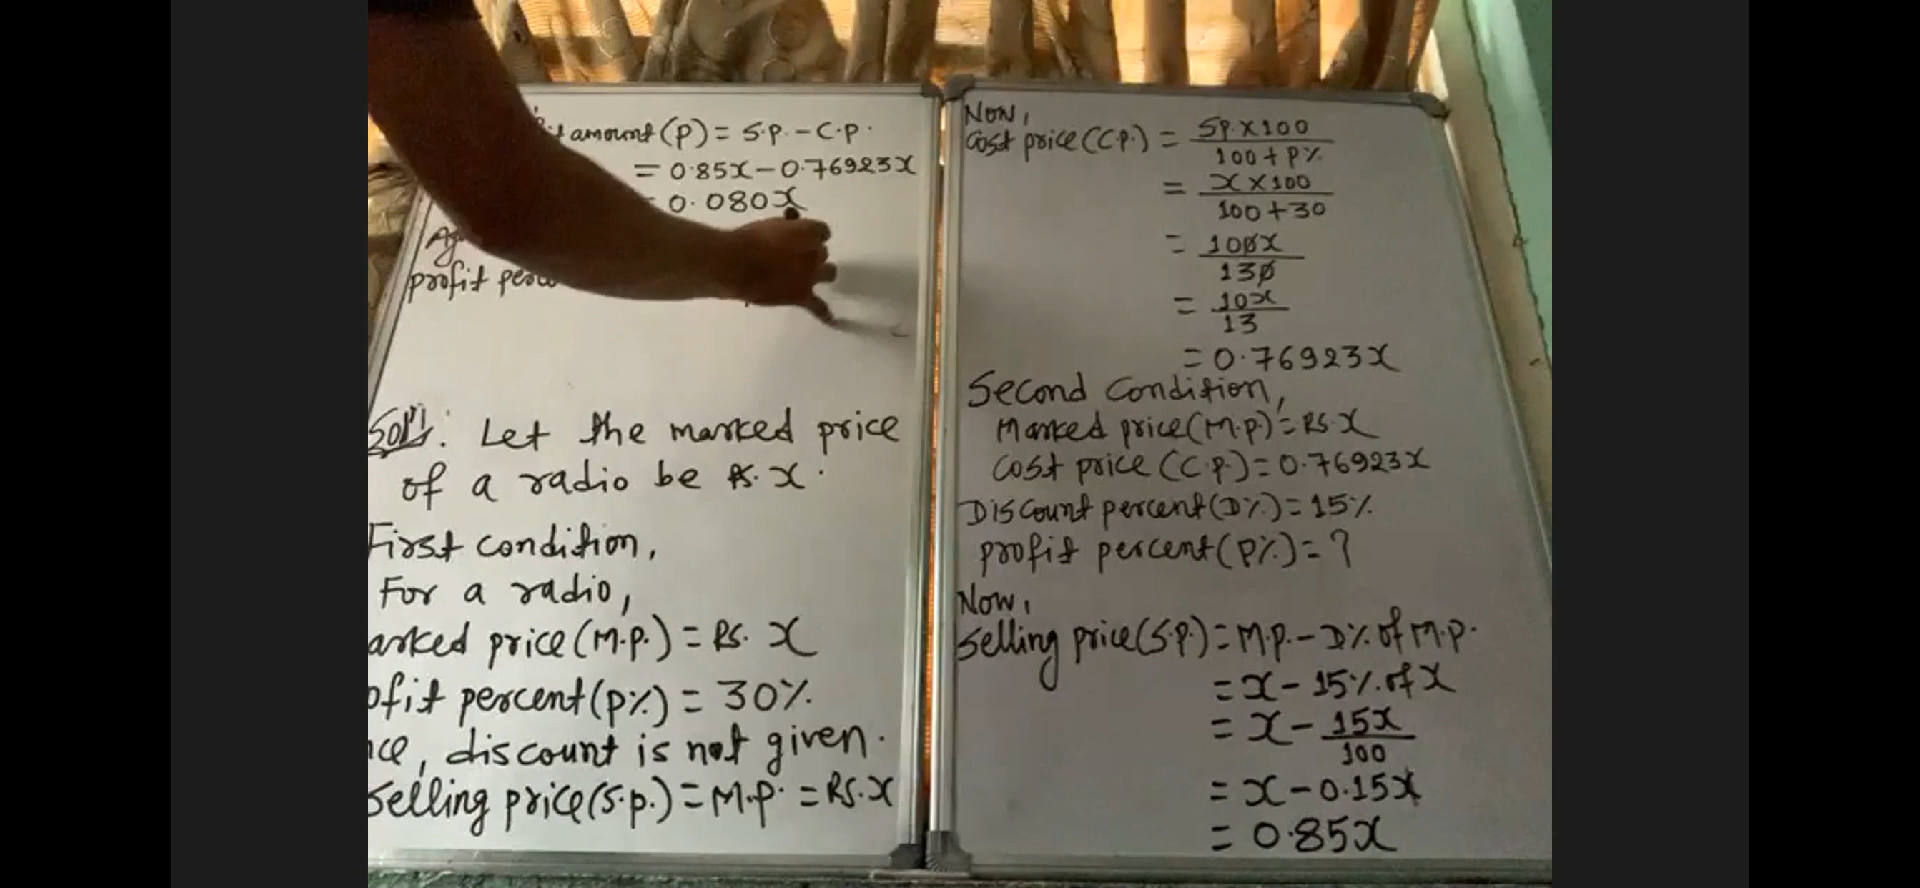 amount (P) = S.P. - C.P.
= 0.85x - 0.76923x
= 0.080x
profit
Soln: Let the marked price
of a radio be Rs. x.
First condition,
For a radio,
arked price (M.P.) = Rs. x
ofit percent (P%) = 30%.
nce, discount is not given.
Selling price (S.P.) = M.P. = Rs. x
Now,
Cost price (C.P.) = SP. x 100 / 100 + P%
= x x 100 / 100 + 30
= 100x / 130
= 10x / 13
= 0.76923x
Second Condition,
Marked price (M.P.) = Rs. x
Cost price (C.P.) = 0.76923x
Discount percent (D%) = 15%.
profit percent (P%) = ?
Now,
Selling price (S.P.) = M.P. - D% of M.P.
= x - 15% of x
= x - 15x / 100
= x - 0.15x
= 0.85x